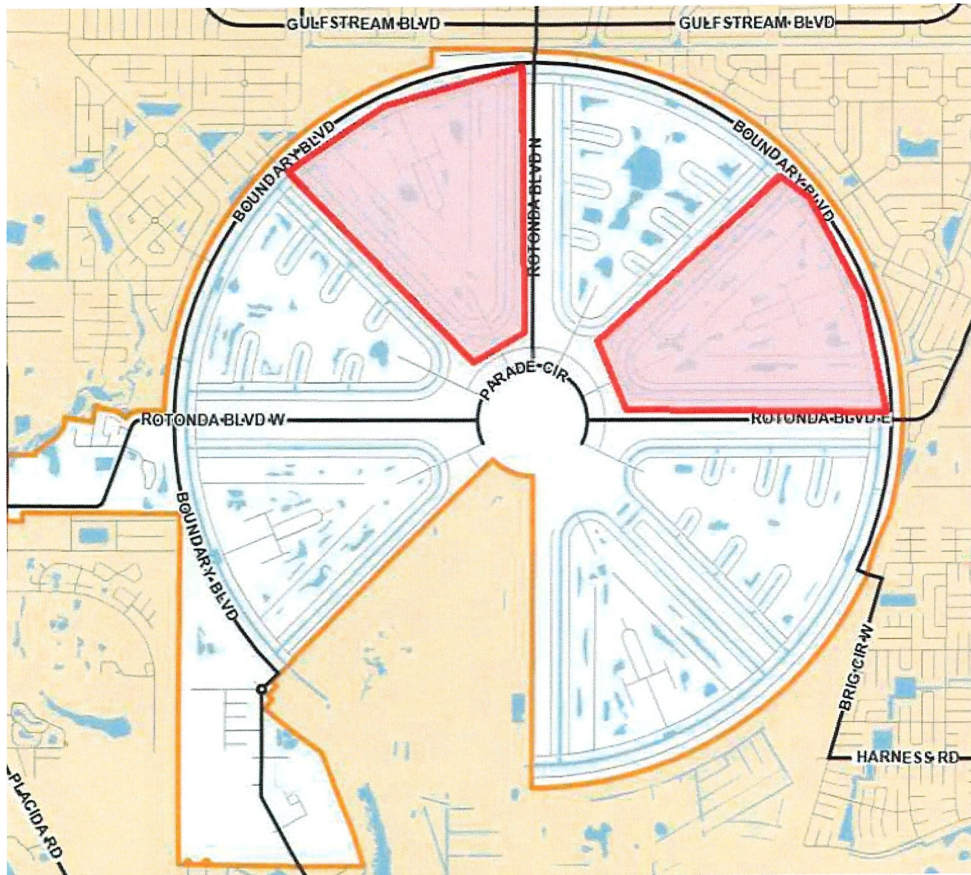 GULFSTREAM BLVD
GULFSTREAM BLVD
BOUNDARY BLVD
BOUNDARY BLVD
ROTONDA BLVD N
PARADE CIR
ROTONDA BLVD W
ROTONDA BLVD E
BOUNDARY BLVD
BRIG CIR W
HARNESS RD
PLACIDA RD